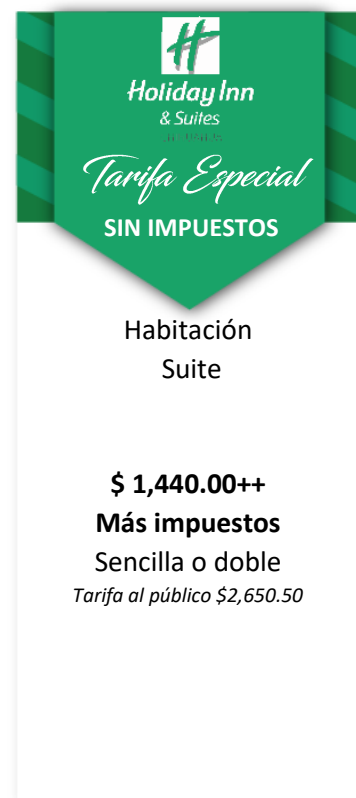 H
Holiday Inn
& Suites
Tarifa Especial
SIN IMPUESTOS
Habitación
Suite
$ 1,440.00++
Más impuestos
Sencilla o doble
Tarifa al público $2,650.50